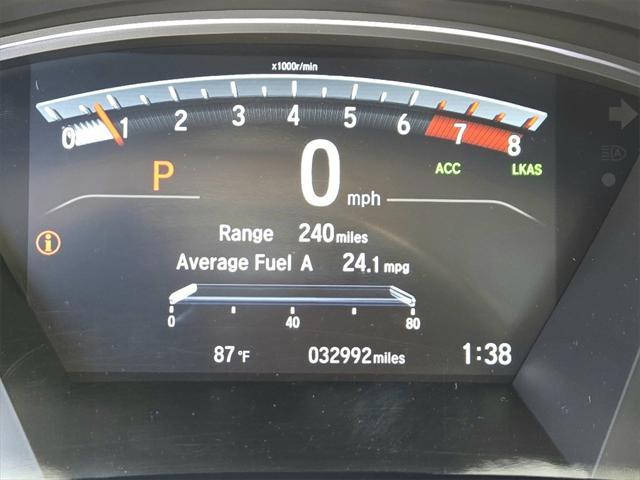 x1000r/min
0 1 2 3 4 5 6 7 8
P 0 mph ACC LKAS
Range 240 miles
i
Average Fuel A 24.1 mpg
0 40 80
87°F 032992 miles 1:38